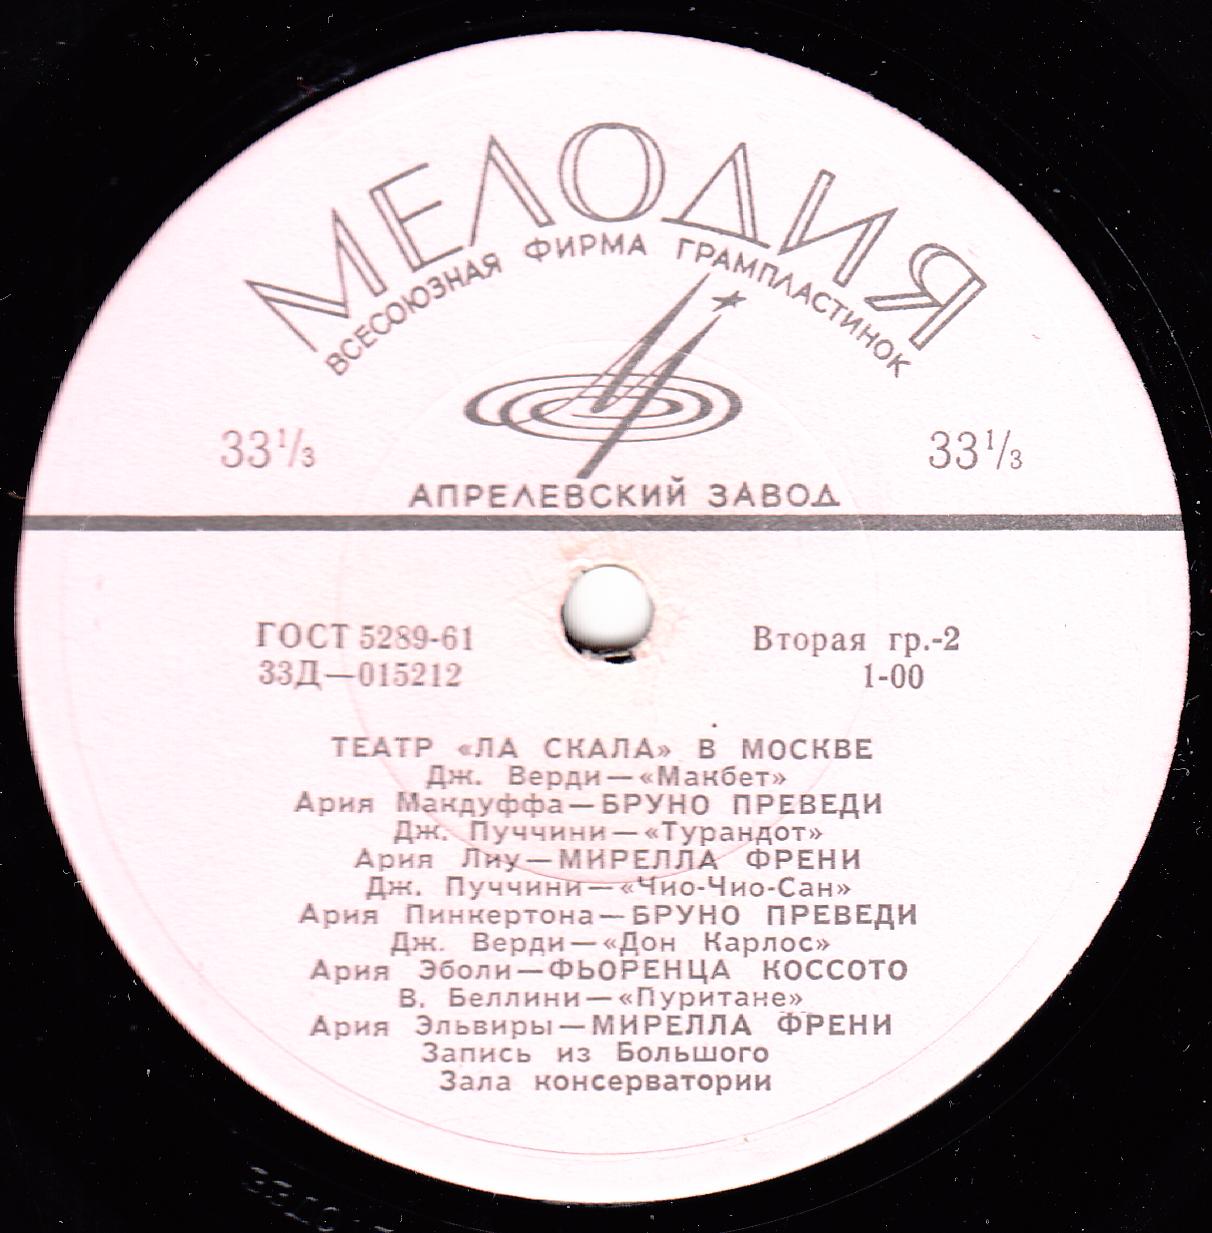 МЕЛОДИЯ
ВСЕСОЮЗНАЯ ФИРМА ГРАМПЛАСТИНОК
33 1/3
33 1/3
АПРЕЛЕВСКИЙ ЗАВОД
ГОСТ 5289-61
Вторая гр.-2
33Д—015212
1-00
ТЕАТР «ЛА СКАЛА» В МОСКВЕ
Дж. Верди—«Макбет»
Ария Макдуффа—БРУНО ПРЕВЕДИ
Дж. Пуччини—«Турандот»
Ария Лиу—МИРЕЛЛА ФРЕНИ
Дж. Пуччини—«Чио-Чио-Сан»
Ария Пинкертона—БРУНО ПРЕВЕДИ
Дж. Верди—«Дон Карлос»
Ария Эболи—ФЬОРЕНЦА КОССОТО
В. Беллини—«Пуритане»
Ария Эльвиры—МИРЕЛЛА ФРЕНИ
Запись из Большого
Зала консерватории